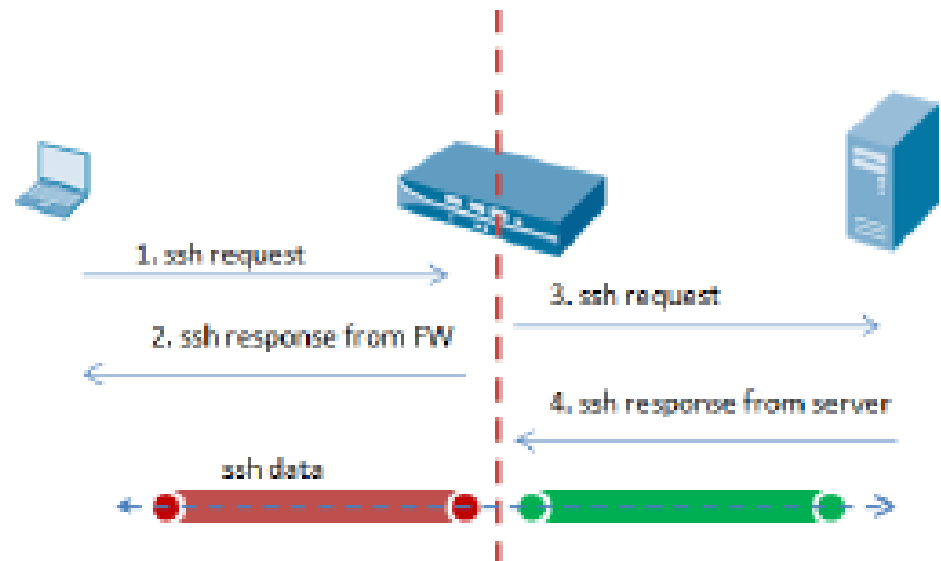 1. ssh request
2. ssh response from FW
3. ssh request
4. ssh response from server
ssh data